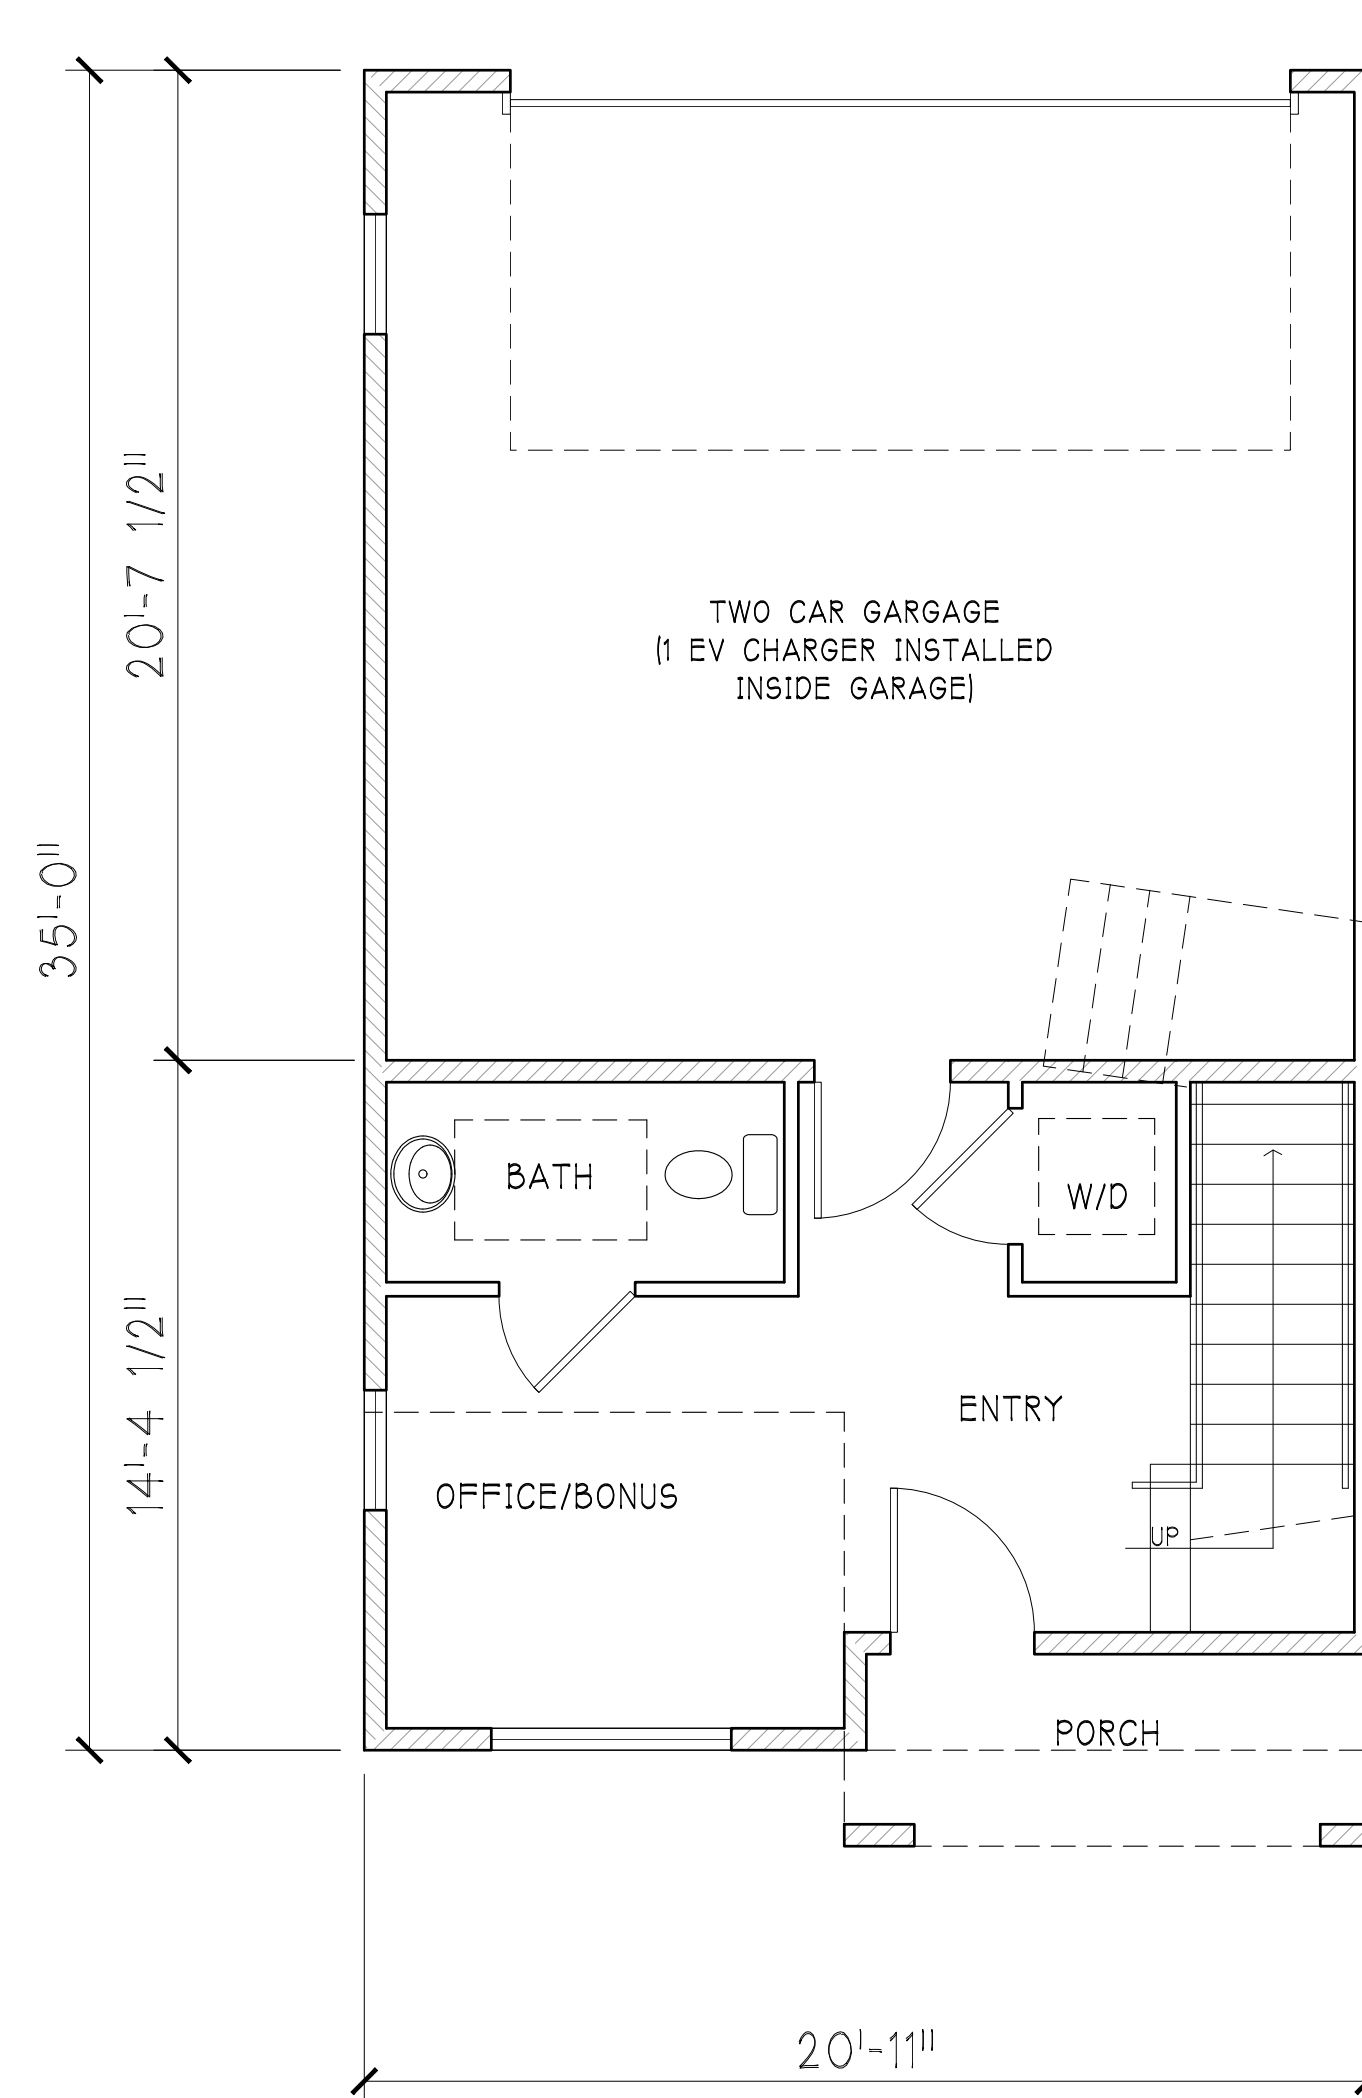 20'-7 1/2"
TWO CAR GARGAGE
(1 EV CHARGER INSTALLED
INSIDE GARAGE)
35'-0"
BATH
W/D
14'-4 1/2"
ENTRY
OFFICE/BONUS
UP
PORCH
20'-11"